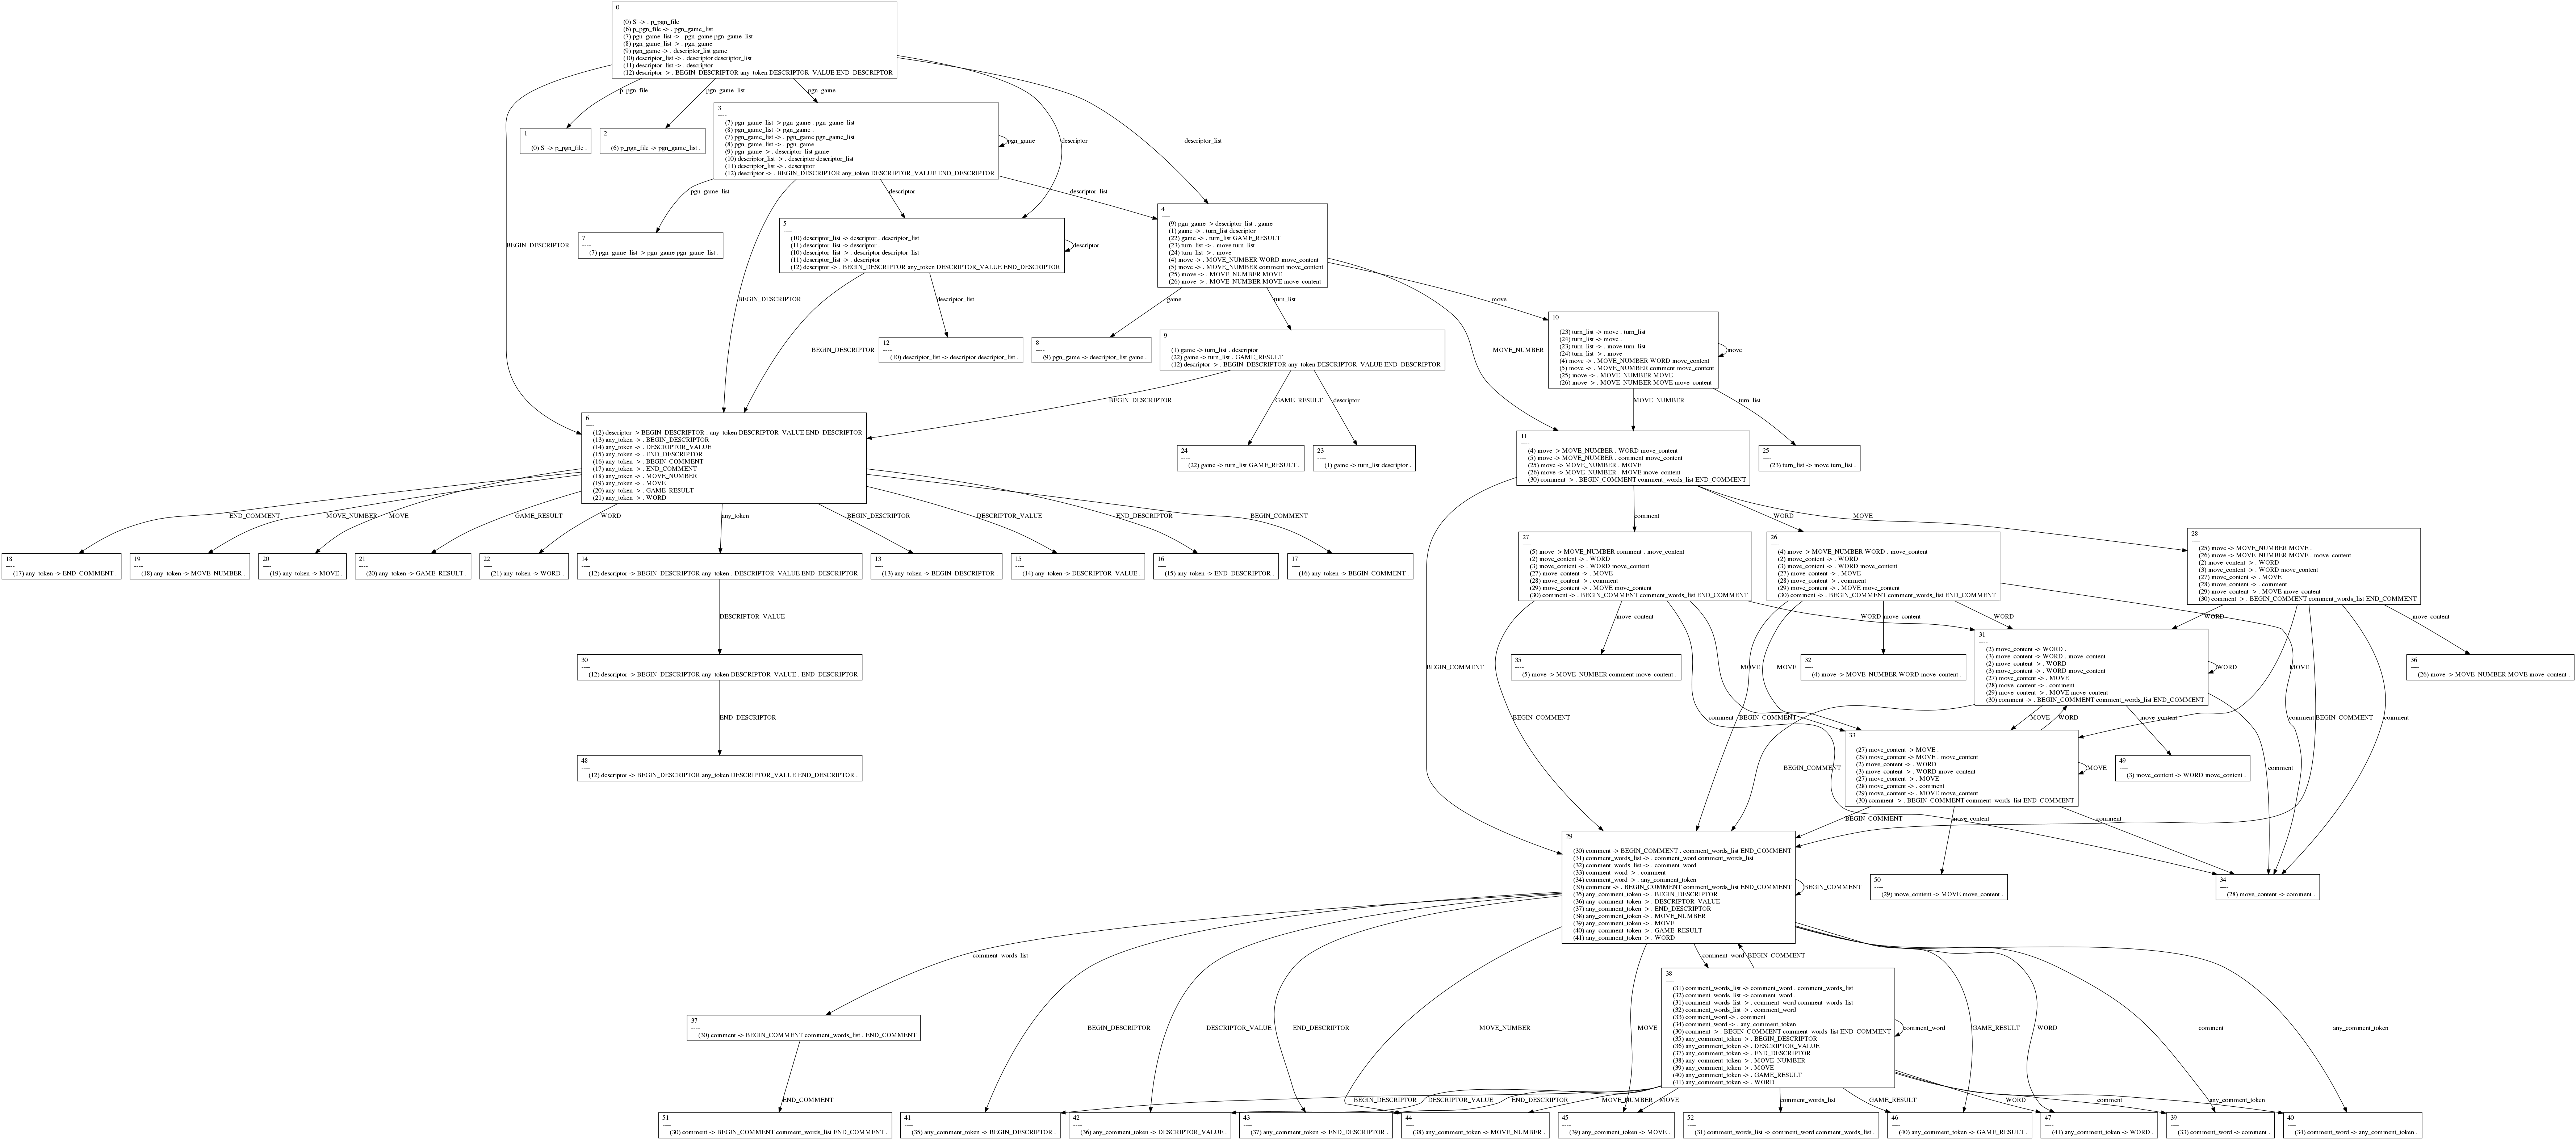 0
----
(0) S' -> . p_pgn_file
(6) p_pgn_file -> . pgn_game_list
(7) pgn_game_list -> . pgn_game pgn_game_list
(8) pgn_game_list -> . pgn_game
(9) pgn_game -> . descriptor_list game
(10) descriptor_list -> . descriptor descriptor_list
(11) descriptor_list -> . descriptor
(12) descriptor -> . BEGIN_DESCRIPTOR any_token DESCRIPTOR_VALUE END_DESCRIPTOR
p_pgn_file
pgn_game_list
pgn_game
1
----
(0) S' -> p_pgn_file .
2
----
(6) p_pgn_file -> pgn_game_list .
3
----
(7) pgn_game_list -> pgn_game . pgn_game_list
(8) pgn_game_list -> pgn_game .
(7) pgn_game_list -> . pgn_game pgn_game_list
(8) pgn_game_list -> . pgn_game
(9) pgn_game -> . descriptor_list game
(10) descriptor_list -> . descriptor descriptor_list
(11) descriptor_list -> . descriptor
(12) descriptor -> . BEGIN_DESCRIPTOR any_token DESCRIPTOR_VALUE END_DESCRIPTOR
pgn_game
descriptor
descriptor_list
pgn_game_list
descriptor
descriptor_list
BEGIN_DESCRIPTOR
7
----
(7) pgn_game_list -> pgn_game pgn_game_list .
5
----
(10) descriptor_list -> descriptor . descriptor_list
(11) descriptor_list -> descriptor .
(10) descriptor_list -> . descriptor descriptor_list
(11) descriptor_list -> . descriptor
(12) descriptor -> . BEGIN_DESCRIPTOR any_token DESCRIPTOR_VALUE END_DESCRIPTOR
descriptor
4
----
(9) pgn_game -> descriptor_list . game
(1) game -> . turn_list descriptor
(22) game -> . turn_list GAME_RESULT
(23) turn_list -> . move turn_list
(24) turn_list -> . move
(4) move -> . MOVE_NUMBER WORD move_content
(5) move -> . MOVE_NUMBER comment move_content
(25) move -> . MOVE_NUMBER MOVE
(26) move -> . MOVE_NUMBER MOVE move_content
BEGIN_DESCRIPTOR
descriptor_list
game
turn_list
move
BEGIN_DESCRIPTOR
MOVE_NUMBER
12
----
(10) descriptor_list -> descriptor descriptor_list .
8
----
(9) pgn_game -> descriptor_list game .
9
----
(1) game -> turn_list . descriptor
(22) game -> turn_list . GAME_RESULT
(12) descriptor -> . BEGIN_DESCRIPTOR any_token DESCRIPTOR_VALUE END_DESCRIPTOR
10
----
(23) turn_list -> move . turn_list
(24) turn_list -> move .
(23) turn_list -> . move turn_list
(24) turn_list -> . move
(4) move -> . MOVE_NUMBER WORD move_content
(5) move -> . MOVE_NUMBER comment move_content
(25) move -> . MOVE_NUMBER MOVE
(26) move -> . MOVE_NUMBER MOVE move_content
move
BEGIN_DESCRIPTOR
GAME_RESULT
descriptor
MOVE_NUMBER
turn_list
6
----
(12) descriptor -> BEGIN_DESCRIPTOR . any_token DESCRIPTOR_VALUE END_DESCRIPTOR
(13) any_token -> . BEGIN_DESCRIPTOR
(14) any_token -> . DESCRIPTOR_VALUE
(15) any_token -> . END_DESCRIPTOR
(16) any_token -> . BEGIN_COMMENT
(17) any_token -> . END_COMMENT
(18) any_token -> . MOVE_NUMBER
(19) any_token -> . MOVE
(20) any_token -> . GAME_RESULT
(21) any_token -> . WORD
24
----
(22) game -> turn_list GAME_RESULT .
23
----
(1) game -> turn_list descriptor .
11
----
(4) move -> MOVE_NUMBER . WORD move_content
(5) move -> MOVE_NUMBER . comment move_content
(25) move -> MOVE_NUMBER . MOVE
(26) move -> MOVE_NUMBER . MOVE move_content
(30) comment -> . BEGIN_COMMENT comment_words_list END_COMMENT
25
----
(23) turn_list -> move turn_list .
END_COMMENT
MOVE_NUMBER
MOVE
GAME_RESULT
WORD
any_token
BEGIN_DESCRIPTOR
DESCRIPTOR_VALUE
END_DESCRIPTOR
BEGIN_COMMENT
comment
WORD
MOVE
18
----
(17) any_token -> END_COMMENT .
19
----
(18) any_token -> MOVE_NUMBER .
20
----
(19) any_token -> MOVE .
21
----
(20) any_token -> GAME_RESULT .
22
----
(21) any_token -> WORD .
14
----
(12) descriptor -> BEGIN_DESCRIPTOR any_token . DESCRIPTOR_VALUE END_DESCRIPTOR
13
----
(13) any_token -> BEGIN_DESCRIPTOR .
15
----
(14) any_token -> DESCRIPTOR_VALUE .
16
----
(15) any_token -> END_DESCRIPTOR .
17
----
(16) any_token -> BEGIN_COMMENT .
27
----
(5) move -> MOVE_NUMBER comment . move_content
(2) move_content -> . WORD
(3) move_content -> . WORD move_content
(27) move_content -> . MOVE
(28) move_content -> . comment
(29) move_content -> . MOVE move_content
(30) comment -> . BEGIN_COMMENT comment_words_list END_COMMENT
26
----
(4) move -> MOVE_NUMBER WORD . move_content
(2) move_content -> . WORD
(3) move_content -> . WORD move_content
(27) move_content -> . MOVE
(28) move_content -> . comment
(29) move_content -> . MOVE move_content
(30) comment -> . BEGIN_COMMENT comment_words_list END_COMMENT
28
----
(25) move -> MOVE_NUMBER MOVE .
(26) move -> MOVE_NUMBER MOVE . move_content
(2) move_content -> . WORD
(3) move_content -> . WORD move_content
(27) move_content -> . MOVE
(28) move_content -> . comment
(29) move_content -> . MOVE move_content
(30) comment -> . BEGIN_COMMENT comment_words_list END_COMMENT
DESCRIPTOR_VALUE
move_content
WORD
move_content
WORD
WORD
move_content
30
----
(12) descriptor -> BEGIN_DESCRIPTOR any_token DESCRIPTOR_VALUE . END_DESCRIPTOR
BEGIN_COMMENT
35
----
(5) move -> MOVE_NUMBER comment move_content .
MOVE
MOVE
32
----
(4) move -> MOVE_NUMBER WORD move_content .
31
----
(2) move_content -> WORD .
(3) move_content -> WORD . move_content
(2) move_content -> . WORD
(3) move_content -> . WORD move_content
(27) move_content -> . MOVE
(28) move_content -> . comment
(29) move_content -> . MOVE move_content
(30) comment -> . BEGIN_COMMENT comment_words_list END_COMMENT
WORD
MOVE
36
----
(26) move -> MOVE_NUMBER MOVE move_content .
END_DESCRIPTOR
BEGIN_COMMENT
comment
BEGIN_COMMENT
MOVE
WORD
move_content
comment
BEGIN_COMMENT
comment
48
----
(12) descriptor -> BEGIN_DESCRIPTOR any_token DESCRIPTOR_VALUE END_DESCRIPTOR .
33
----
(27) move_content -> MOVE .
(29) move_content -> MOVE . move_content
(2) move_content -> . WORD
(3) move_content -> . WORD move_content
(27) move_content -> . MOVE
(28) move_content -> . comment
(29) move_content -> . MOVE move_content
(30) comment -> . BEGIN_COMMENT comment_words_list END_COMMENT
MOVE
49
----
(3) move_content -> WORD move_content .
BEGIN_COMMENT
comment
BEGIN_COMMENT
move_content
comment
29
----
(30) comment -> BEGIN_COMMENT . comment_words_list END_COMMENT
(31) comment_words_list -> . comment_word comment_words_list
(32) comment_words_list -> . comment_word
(33) comment_word -> . comment
(34) comment_word -> . any_comment_token
(30) comment -> . BEGIN_COMMENT comment_words_list END_COMMENT
(35) any_comment_token -> . BEGIN_DESCRIPTOR
(36) any_comment_token -> . DESCRIPTOR_VALUE
(37) any_comment_token -> . END_DESCRIPTOR
(38) any_comment_token -> . MOVE_NUMBER
(39) any_comment_token -> . MOVE
(40) any_comment_token -> . GAME_RESULT
(41) any_comment_token -> . WORD
BEGIN_COMMENT
50
----
(29) move_content -> MOVE move_content .
34
----
(28) move_content -> comment .
comment_words_list
comment_word
BEGIN_COMMENT
37
----
(30) comment -> BEGIN_COMMENT comment_words_list . END_COMMENT
BEGIN_DESCRIPTOR
DESCRIPTOR_VALUE
END_DESCRIPTOR
MOVE_NUMBER
MOVE
38
----
(31) comment_words_list -> comment_word . comment_words_list
(32) comment_words_list -> comment_word .
(31) comment_words_list -> . comment_word comment_words_list
(32) comment_words_list -> . comment_word
(33) comment_word -> . comment
(34) comment_word -> . any_comment_token
(30) comment -> . BEGIN_COMMENT comment_words_list END_COMMENT
(35) any_comment_token -> . BEGIN_DESCRIPTOR
(36) any_comment_token -> . DESCRIPTOR_VALUE
(37) any_comment_token -> . END_DESCRIPTOR
(38) any_comment_token -> . MOVE_NUMBER
(39) any_comment_token -> . MOVE
(40) any_comment_token -> . GAME_RESULT
(41) any_comment_token -> . WORD
comment_word
GAME_RESULT
WORD
comment
any_comment_token
END_COMMENT
BEGIN_DESCRIPTOR
DESCRIPTOR_VALUE
END_DESCRIPTOR
MOVE_NUMBER
MOVE
comment_words_list
GAME_RESULT
WORD
comment
any_comment_token
51
----
(30) comment -> BEGIN_COMMENT comment_words_list END_COMMENT .
41
----
(35) any_comment_token -> BEGIN_DESCRIPTOR .
42
----
(36) any_comment_token -> DESCRIPTOR_VALUE .
43
----
(37) any_comment_token -> END_DESCRIPTOR .
44
----
(38) any_comment_token -> MOVE_NUMBER .
45
----
(39) any_comment_token -> MOVE .
52
----
(31) comment_words_list -> comment_word comment_words_list .
46
----
(40) any_comment_token -> GAME_RESULT .
47
----
(41) any_comment_token -> WORD .
39
----
(33) comment_word -> comment .
40
----
(34) comment_word -> any_comment_token .